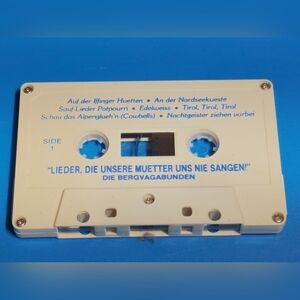 Auf der Ifinger Huetten • An der Nordseekueste
Sauf-Lieder Potpourri • Edelweiss • Tirol, Tirol, Tirol
Schau das Alpenglueh'n (Cowbells) • Nachtgeister ziehen vorbei
SIDE
1
"LIEDER, DIE UNSERE MUETTER UNS NIE SANGEN!"
DIE BERGVAGABUNDEN